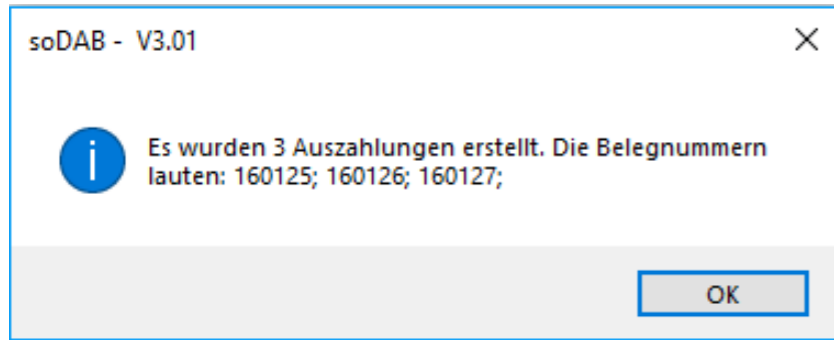 soDAB - V3.01
Es wurden 3 Auszahlungen erstellt. Die Belegnummern
lauten: 160125; 160126; 160127;
OK